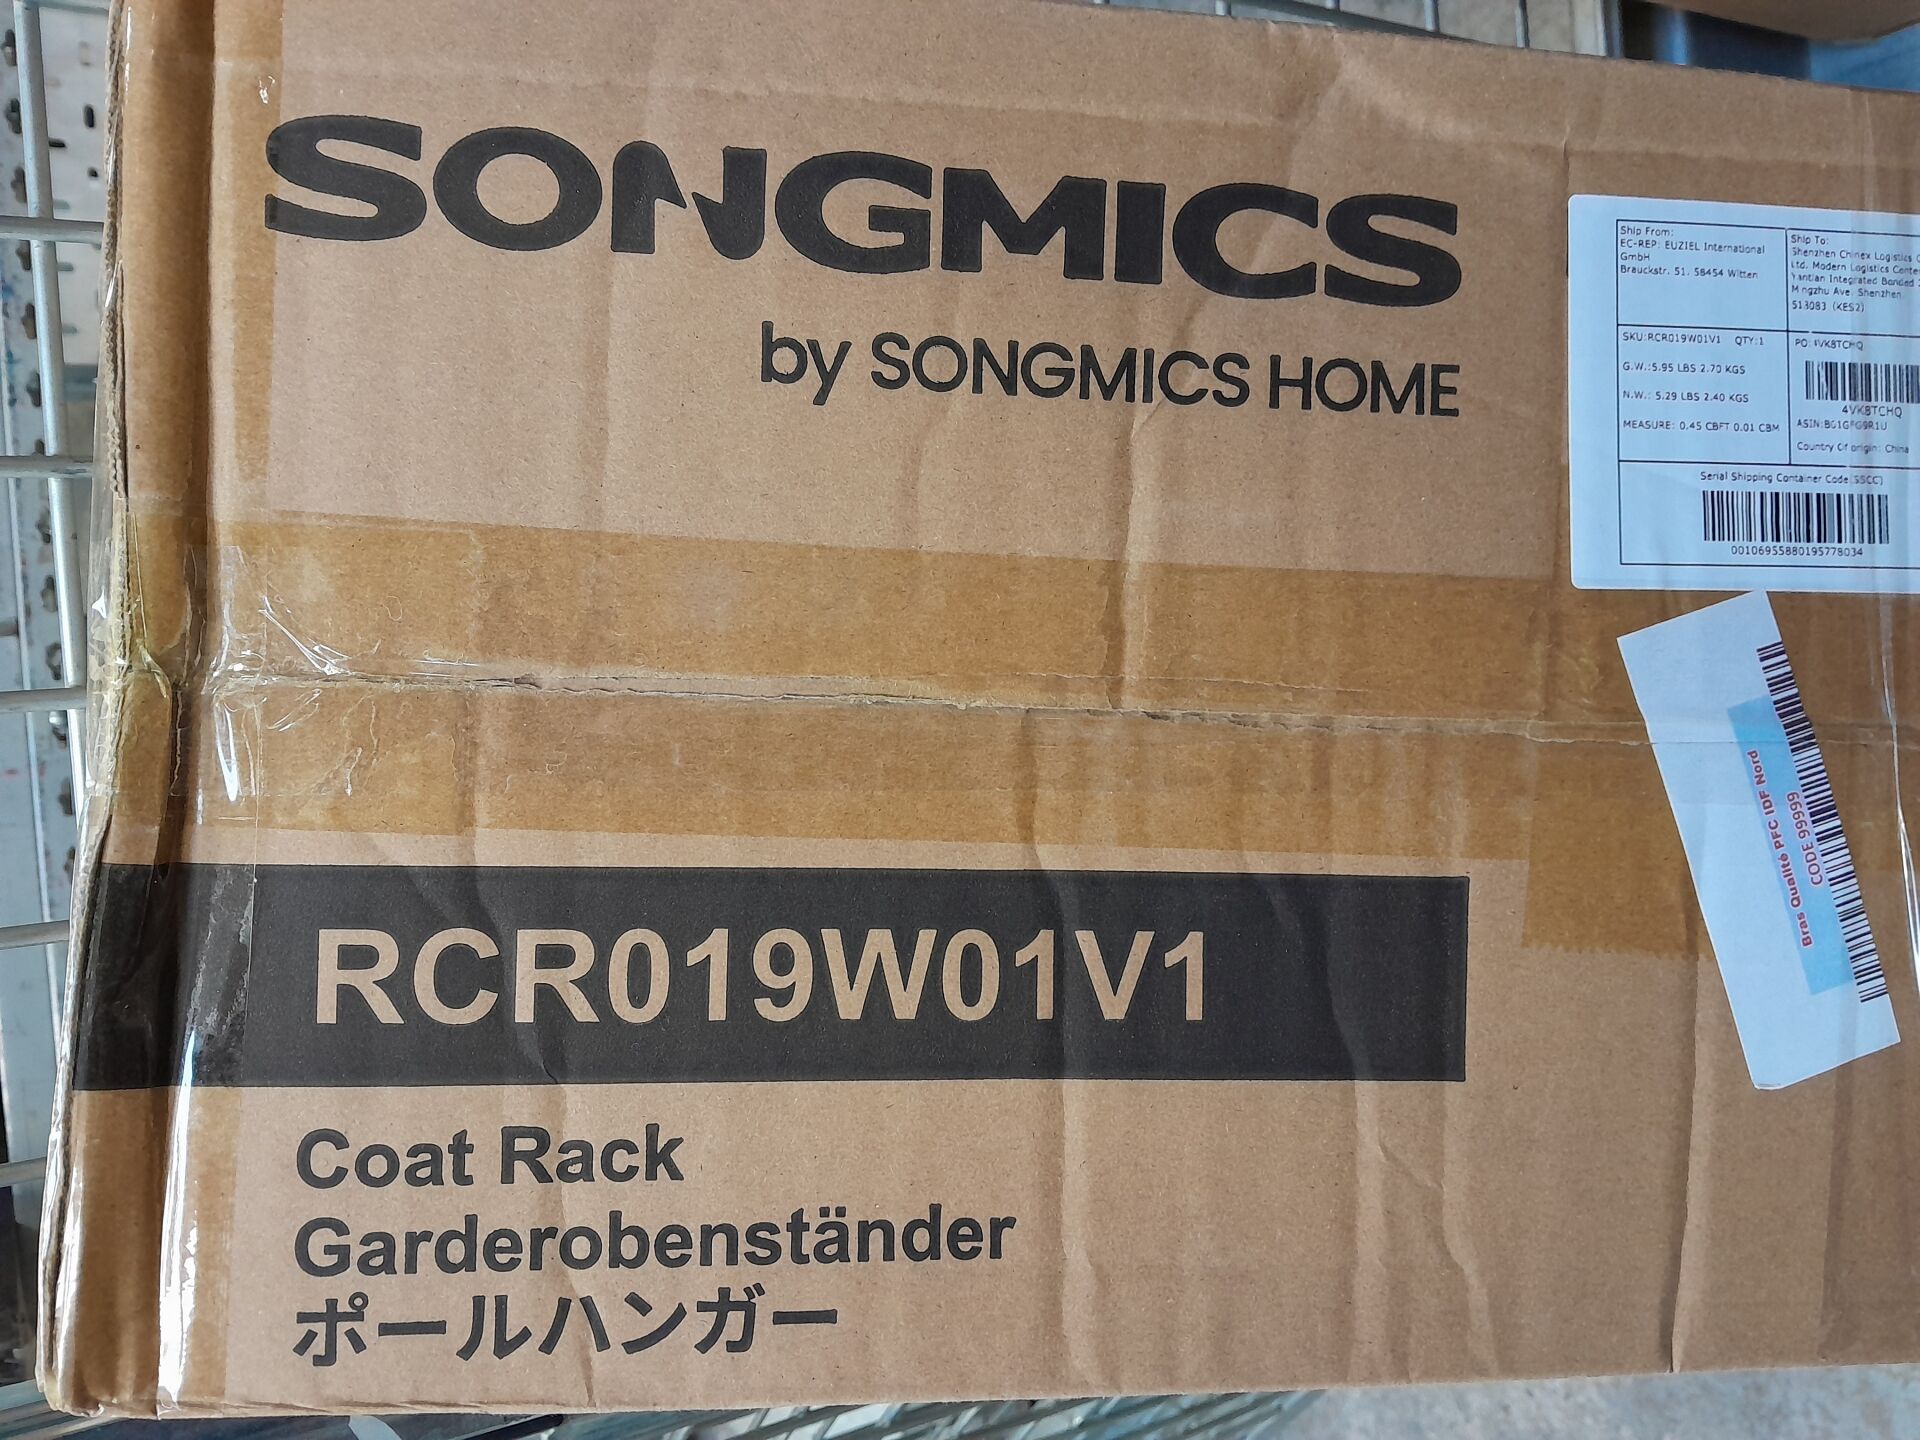 SONGMICS
by SONGMICS HOME
Ship From:
EC-REP: EUZIEL International
GmbH
Brauckstr. 51, 58454 Witten
Ship To:
Shenzhen Chinex Logistics
Ltd. Modern Logistics
Yantian Integrated Bonded
Mingzhu Ave. Shenzhen
513083 (KES2)
SKU:RCR019W01V1 QTY:1
G.W.:5.95 LBS 2.70 KGS
N.W.: 5.29 LBS 2.40 KGS
MEASURE: 0.45 CBFT 0.01 CBM
PO: 4VK8TCHQ
4VK8TCHQ
Country Of origin: China
Serial Shipping Container Code(SSCC)
00106955880195778034
Bras Qualité PFC IDF Nord
CODE 99999
RCR019W01V1
Coat Rack
Garderobenständer
ポールハンガー